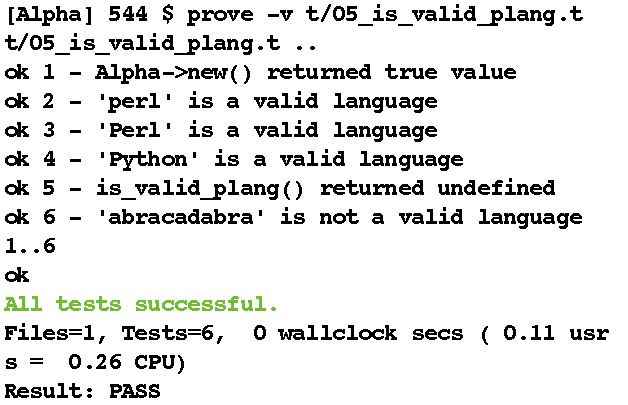 [Alpha] 544 $ prove -v t/05_is_valid_plang.t
t/05_is_valid_plang.t ..
ok 1 - Alpha->new() returned true value
ok 2 - 'perl' is a valid language
ok 3 - 'Perl' is a valid language
ok 4 - 'Python' is a valid language
ok 5 - is_valid_plang() returned undefined
ok 6 - 'abracadabra' is not a valid language
1..6
ok
All tests successful.
Files=1, Tests=6,  0 wallclock secs ( 0.11 usr
s =  0.26 CPU)
Result: PASS